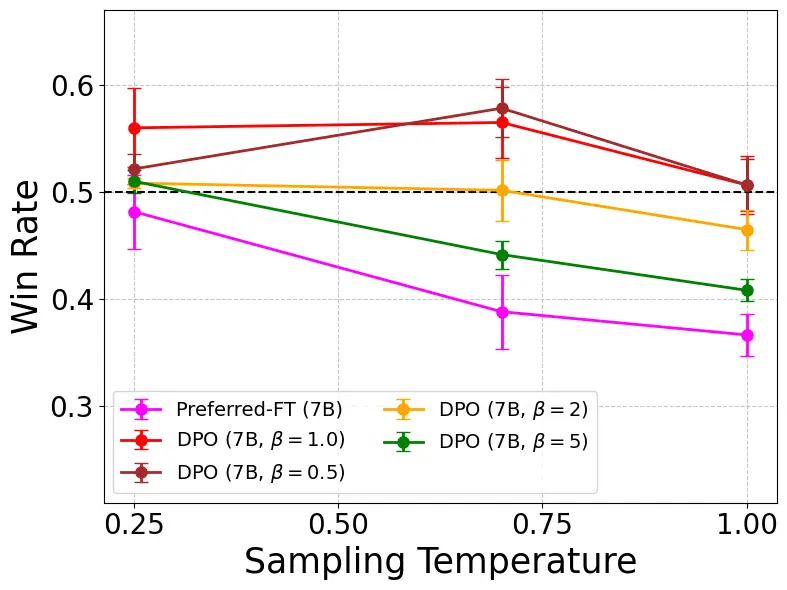 0.6
0.5
0.4
0.3
Win Rate
Preferred-FT (7B)
DPO (7B, β = 1.0)
DPO (7B, β = 0.5)
DPO (7B, β = 2)
DPO (7B, β = 5)
0.25 0.50 0.75 1.00
Sampling Temperature